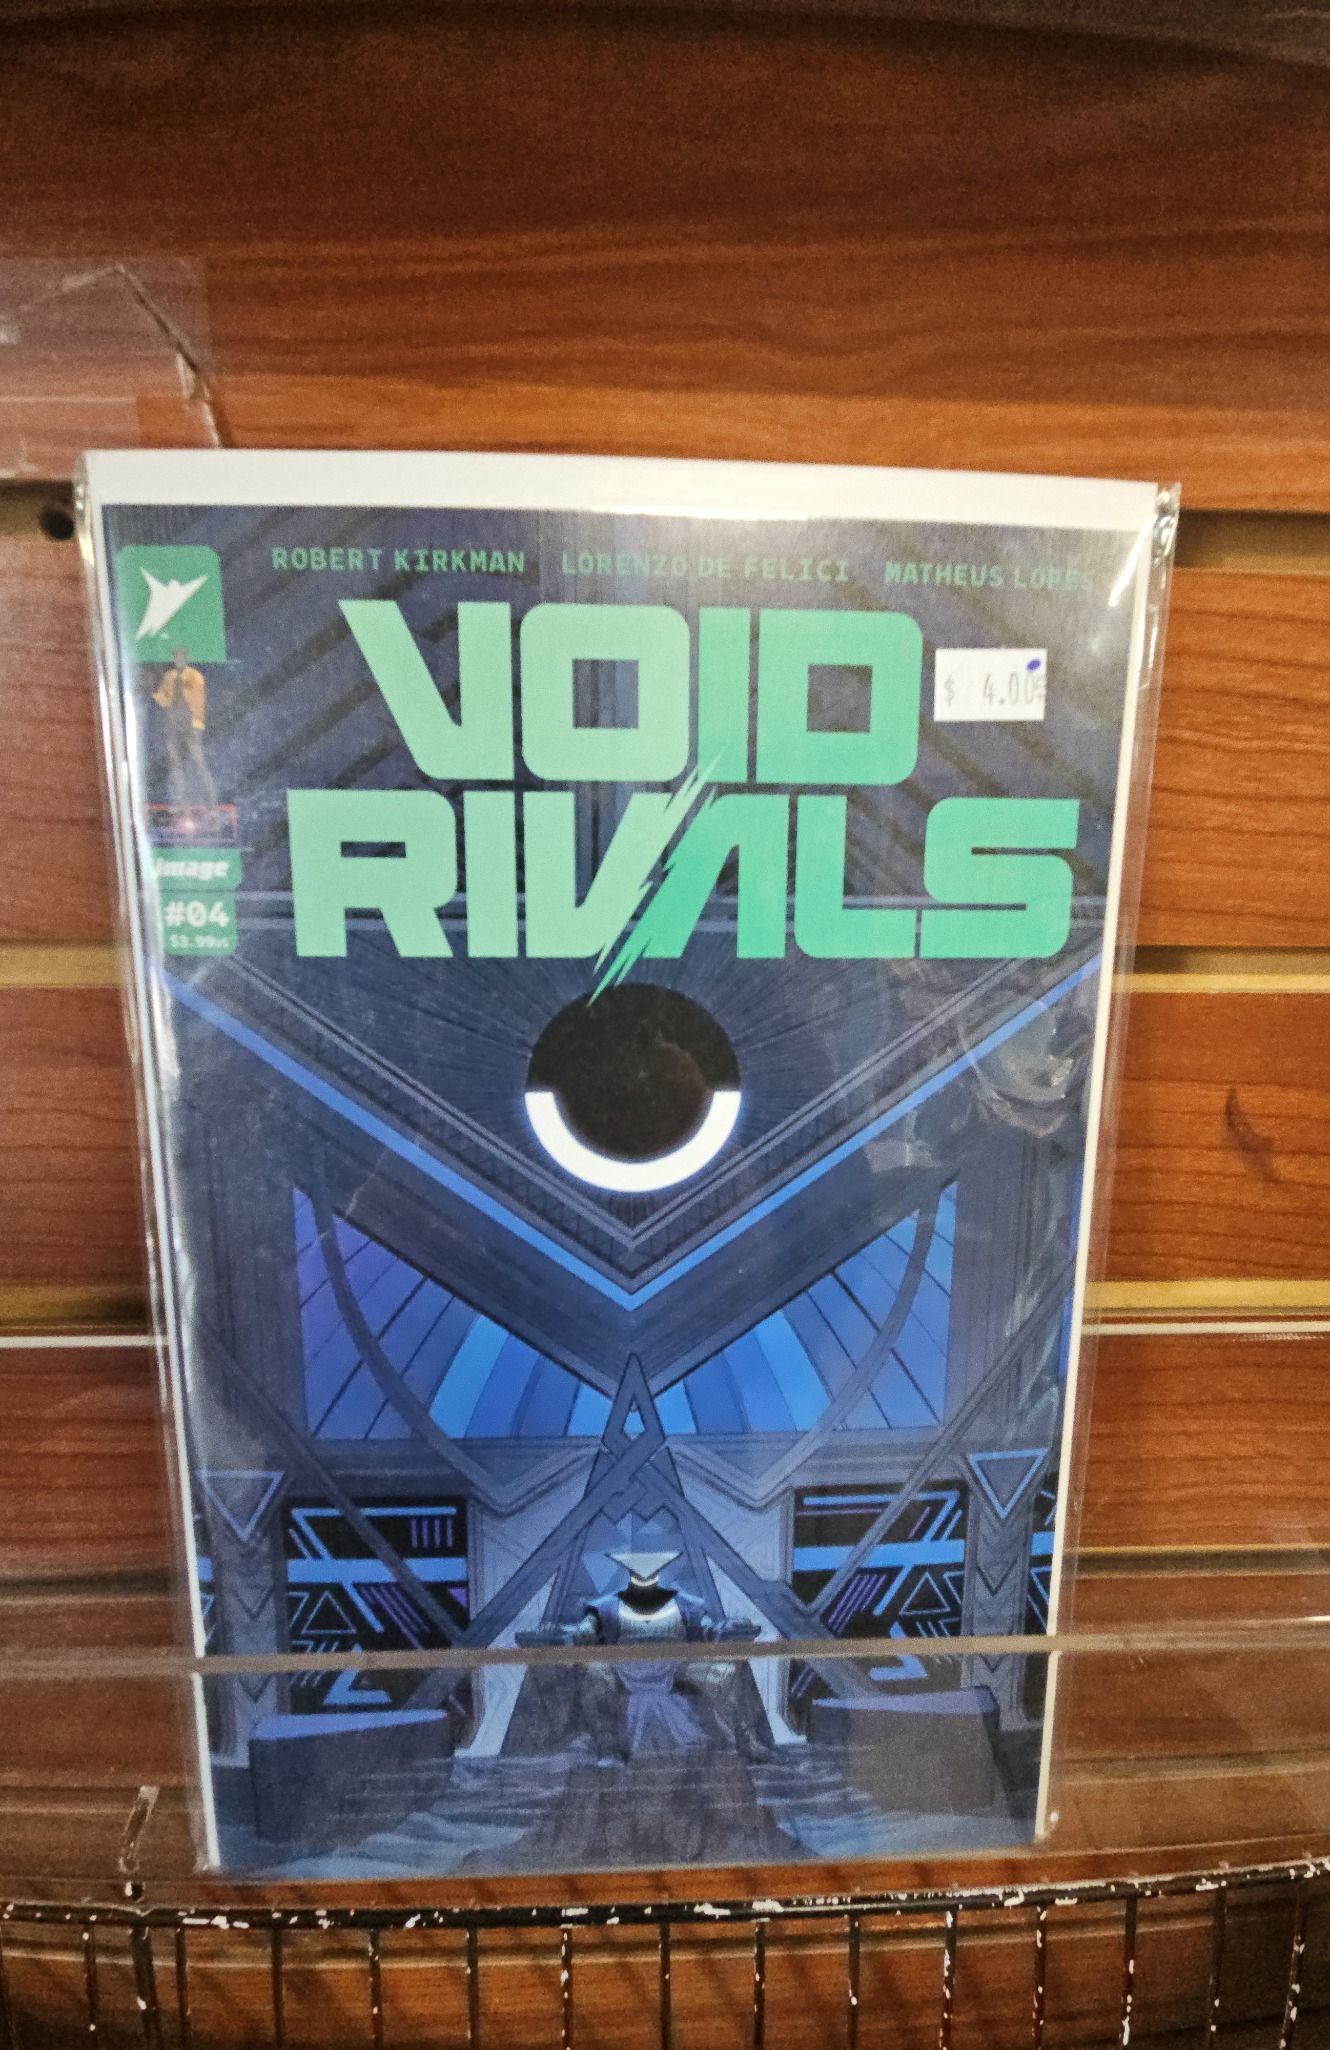 ROBERT KIRKMAN LORENZO DE FELICI MATHEUS LOPES
VOID
RIVALS
$ 4.00
Image
#04
$3.99US